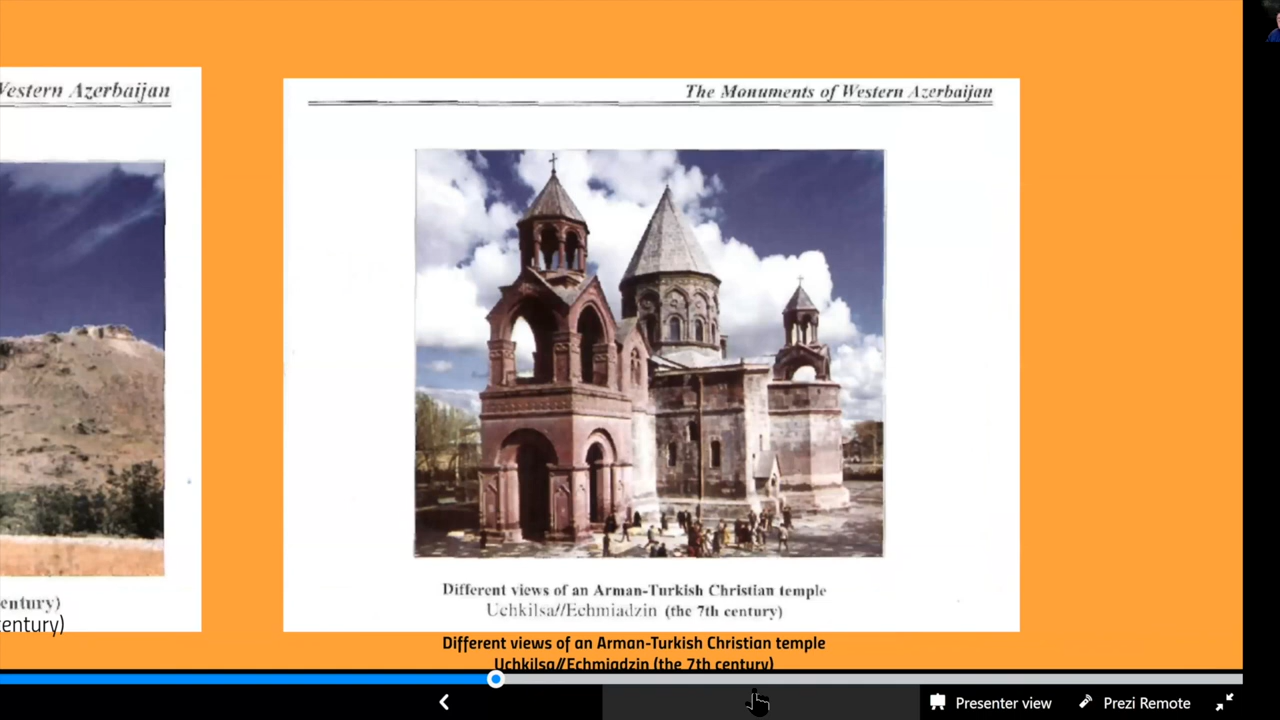 Western Azerbaijan
entury)
entury)
The Monuments of Western Azerbaijan
Different views of an Arman-Turkish Christian temple
Uchkilsa//Echmiadzin (the 7th century)
Different views of an Arman-Turkish Christian temple
Uchkilsa//Echmiadzin (the 7th century)
Presenter view
Prezi Remote